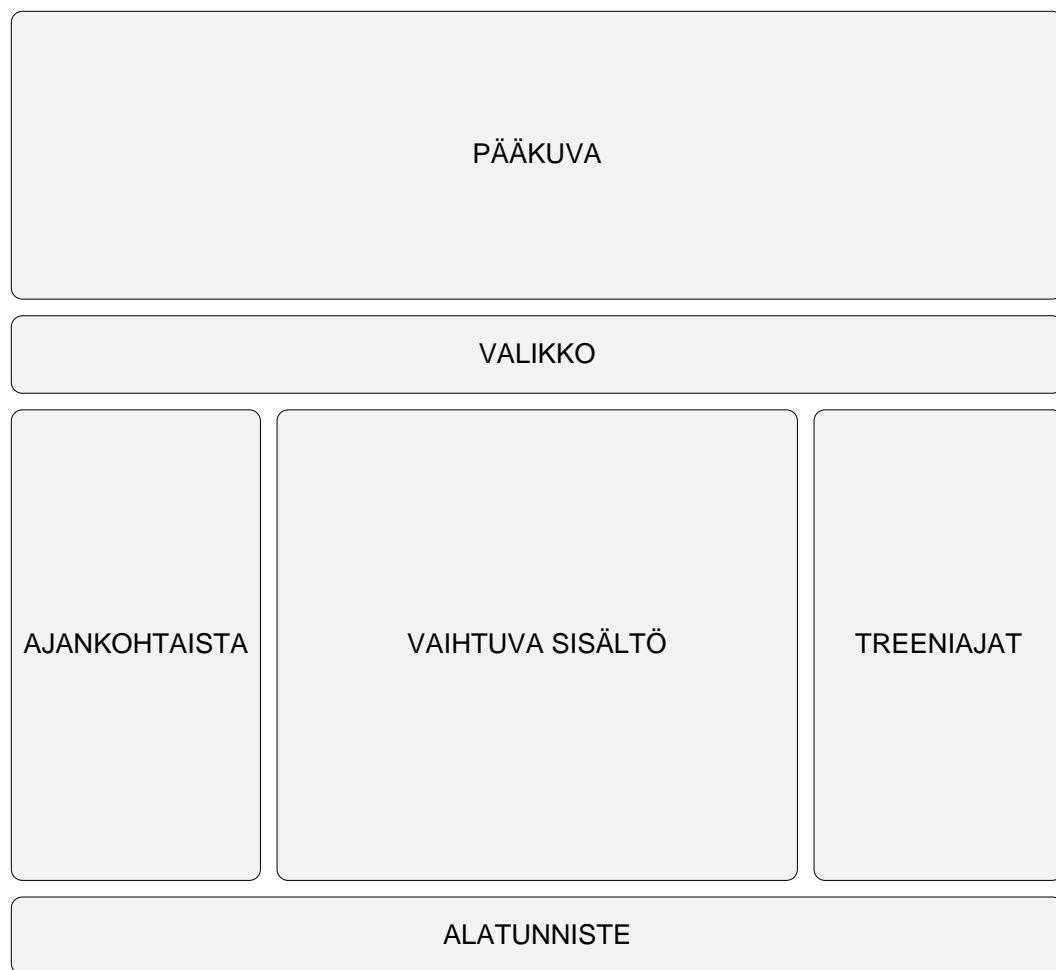 PÄÄKUVA
VALIKKO
AJANKOHTAISTA
VAIHTUVA SISÄLTÖ
TREENIAJAT
ALATUNNISTE